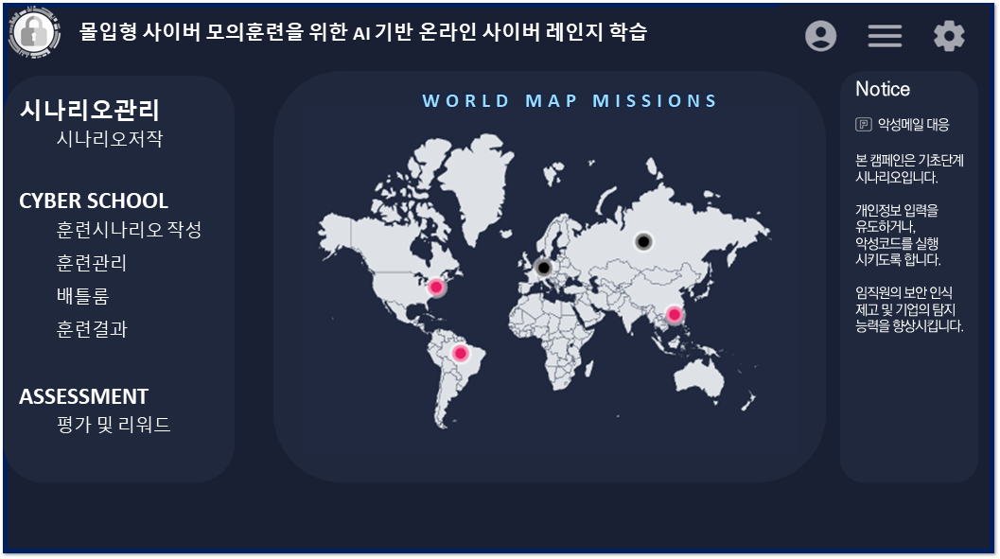 몰입형 사이버 모의훈련을 위한 AI 기반 온라인 사이버 레인지 학습
시나리오관리
시나리오저작
CYBER SCHOOL
훈련시나리오 작성
훈련관리
배틀룸
훈련결과
ASSESSMENT
평가 및 리워드
WORLD MAP MISSIONS
Notice
악성메일 대응
본 캠페인은 기초단계
시나리오입니다.
개인정보 입력을
유도하거나,
악성코드를 실행
시키도록 합니다.
임직원의 보안 인식
제고 및 기업의 탐지
능력을 향상시킵니다.